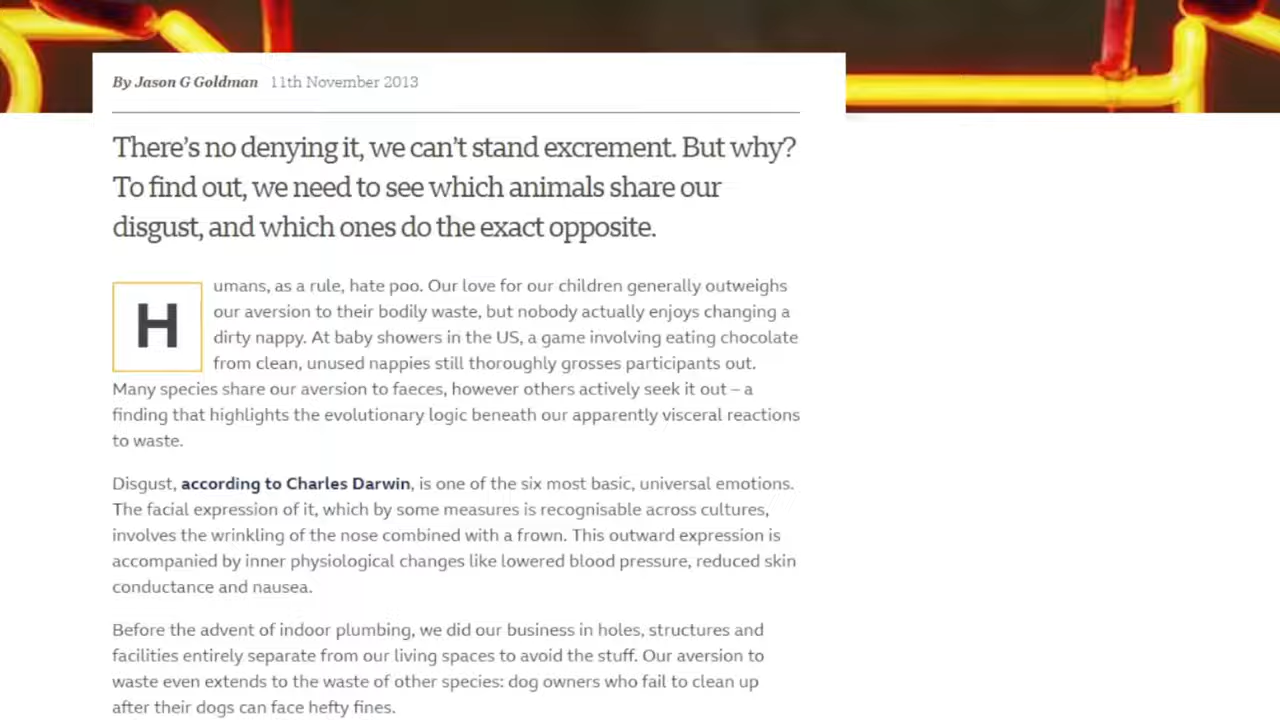 By Jason G Goldman 11th November 2013
There's no denying it, we can't stand excrement. But why?
To find out, we need to see which animals share our
disgust, and which ones do the exact opposite.
Humans, as a rule, hate poo. Our love for our children generally outweighs
our aversion to their bodily waste, but nobody actually enjoys changing a
dirty nappy. At baby showers in the US, a game involving eating chocolate
from clean, unused nappies still thoroughly grosses participants out.
Many species share our aversion to faeces, however others actively seek it out – a
finding that highlights the evolutionary logic beneath our apparently visceral reactions
to waste.
Disgust, according to Charles Darwin, is one of the six most basic, universal emotions.
The facial expression of it, which by some measures is recognisable across cultures,
involves the wrinkling of the nose combined with a frown. This outward expression is
accompanied by inner physiological changes like lowered blood pressure, reduced skin
conductance and nausea.
Before the advent of indoor plumbing, we did our business in holes, structures and
facilities entirely separate from our living spaces to avoid the stuff. Our aversion to
waste even extends to the waste of other species: dog owners who fail to clean up
after their dogs can face hefty fines.